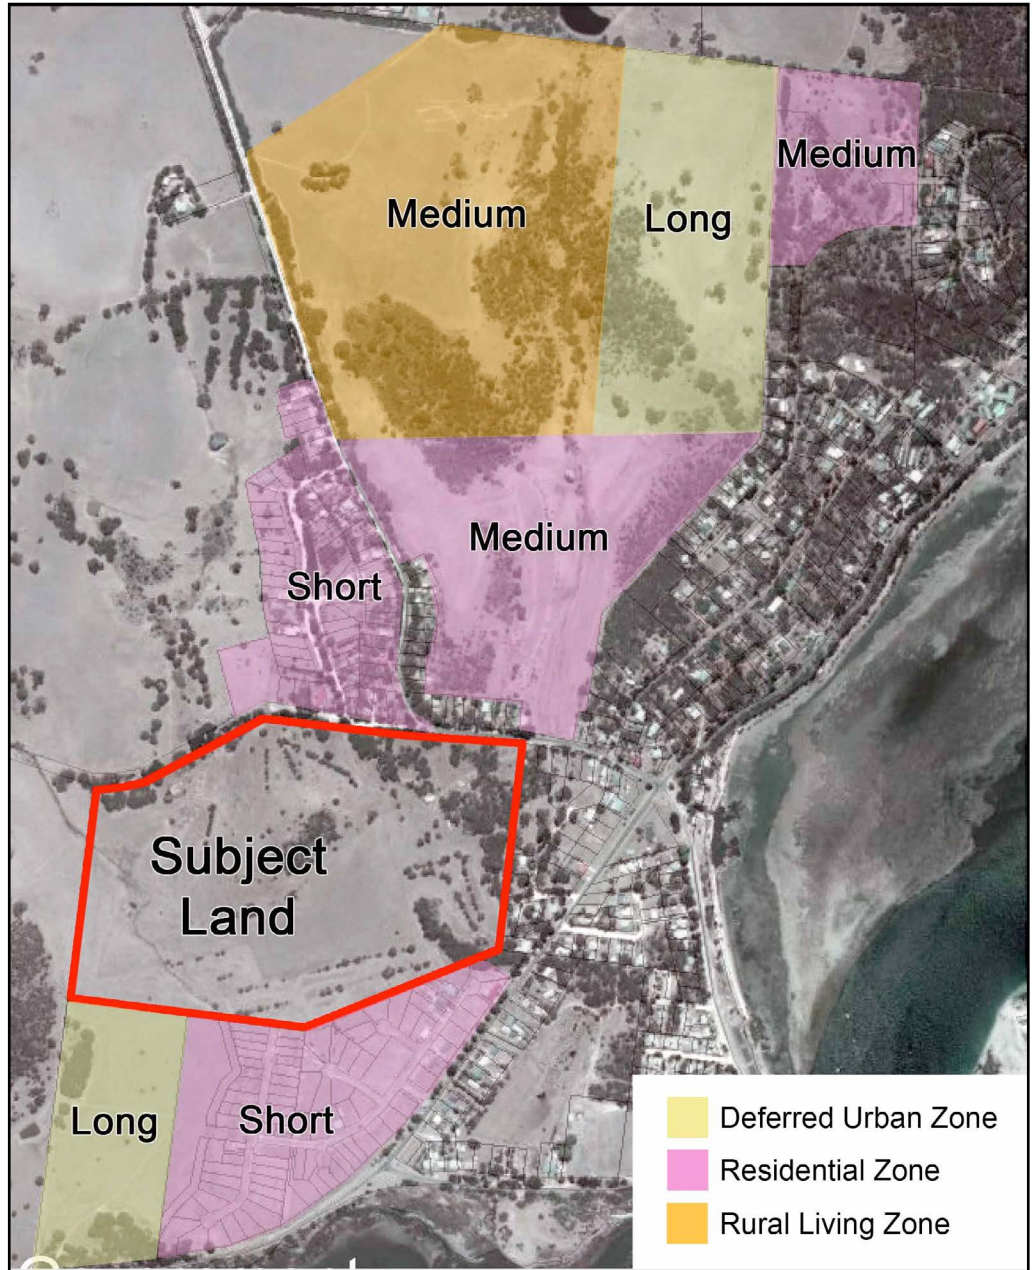 Medium
Medium
Long
Medium
Short
Subject
Land
Long
Short
Deferred Urban Zone
Residential Zone
Rural Living Zone